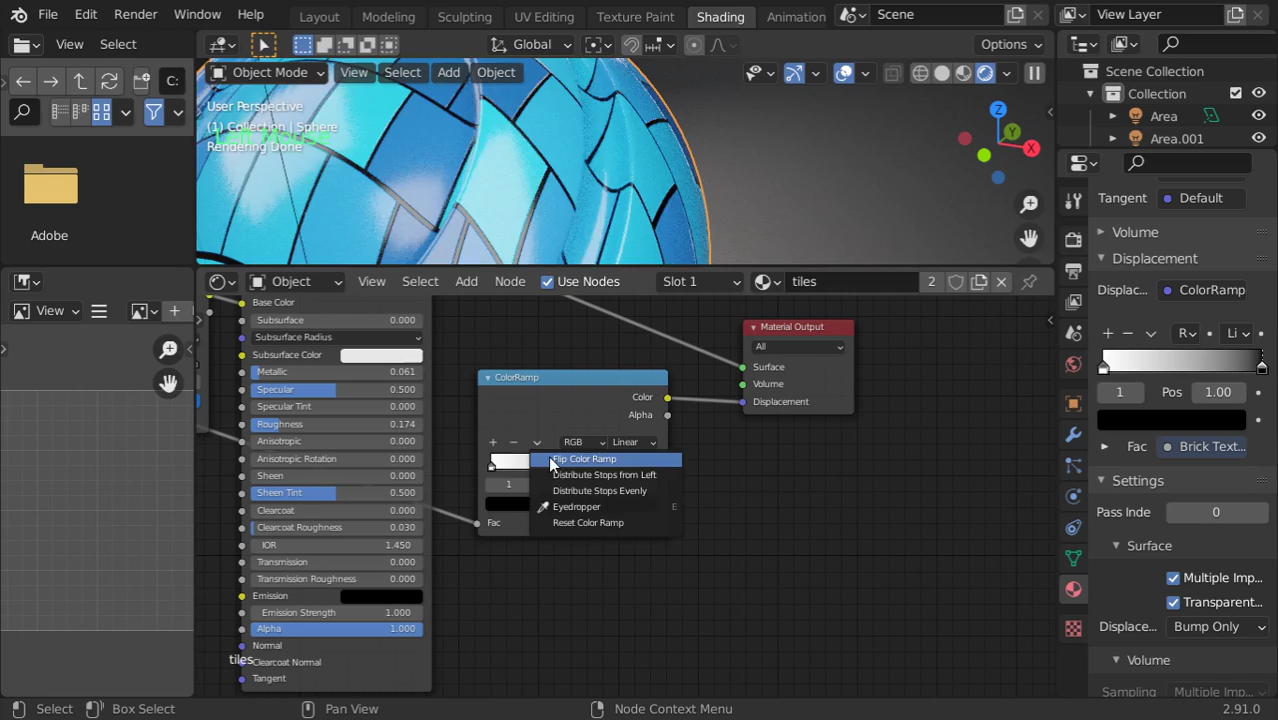 File Edit Render Window Help Layout Modeling Sculpting UV Editing Texture Paint Shading Animation Scene View Layer
View Select Global Options
Object Mode View Select Add Object
C:
User Perspective
(1) Collection | Sphere
Rendering Done
Left Mouse
Z
Y
X
Adobe
Scene Collection
Collection
Area
Area.001
Tangent Default
Volume
Displacement
Displac... ColorRamp
R Li
1 Pos 1.00
Fac Brick Text...
Settings
Pass Inde 0
Surface
Multiple Imp...
Transparent...
Displace... Bump Only
Volume
Sampling Multiple Imp...
View
Object View Select Add Node Use Nodes Slot 1 tiles 2
Base Color
Subsurface 0.000
Subsurface Radius
Subsurface Color
Metallic 0.061
Specular 0.500
Specular Tint 0.000
Roughness 0.174
Anisotropic 0.000
Anisotropic Rotation 0.000
Sheen 0.000
Sheen Tint 0.500
Clearcoat 0.000
Clearcoat Roughness 0.030
IOR 1.450
Transmission 0.000
Transmission Roughness 0.000
Emission
Emission Strength 1.000
Alpha 1.000
Normal
Clearcoat Normal
Tangent
tiles
ColorRamp
Color
Alpha
RGB Linear
1
Fac
Flip Color Ramp
Distribute Stops from Left
Distribute Stops Evenly
Eyedropper E
Reset Color Ramp
Material Output
All
Surface
Volume
Displacement
Select Box Select Pan View Node Context Menu 2.91.0